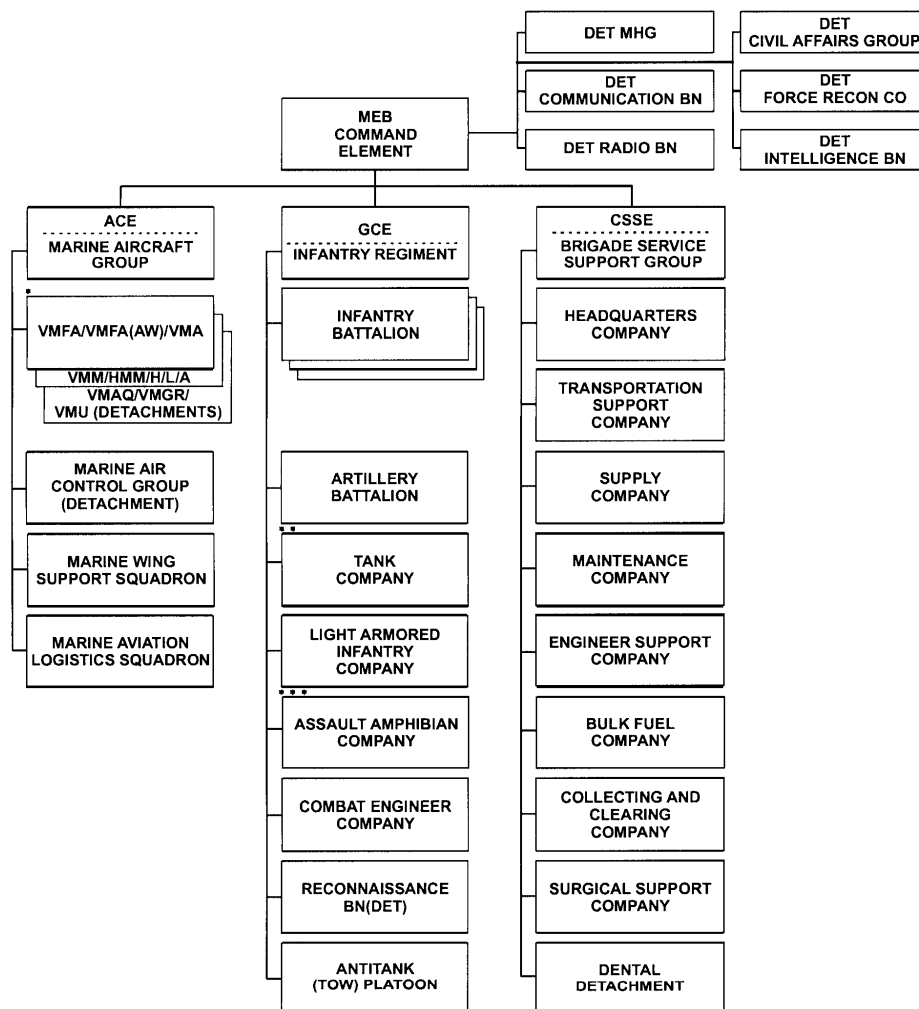 DET MHG
DET
CIVIL AFFAIRS GROUP
DET
COMMUNICATION BN
DET
FORCE RECON CO
MEB
COMMAND
ELEMENT
DET RADIO BN
DET
INTELLIGENCE BN
ACE
MARINE AIRCRAFT
GROUP
*
VMFA/VMFA(AW)/VMA
VMM/HMM/H/L/A
VMAQ/VMGR/
VMU (DETACHMENTS)
MARINE AIR
CONTROL GROUP
(DETACHMENT)
MARINE WING
SUPPORT SQUADRON
MARINE AVIATION
LOGISTICS SQUADRON
GCE
INFANTRY REGIMENT
INFANTRY
BATTALION
ARTILLERY
BATTALION
* *
TANK
COMPANY
LIGHT ARMORED
INFANTRY
COMPANY
* * *
ASSAULT AMPHIBIAN
COMPANY
COMBAT ENGINEER
COMPANY
RECONNAISSANCE
BN(DET)
ANTITANK
(TOW) PLATOON
CSSE
BRIGADE SERVICE
SUPPORT GROUP
HEADQUARTERS
COMPANY
TRANSPORTATION
SUPPORT
COMPANY
SUPPLY
COMPANY
MAINTENANCE
COMPANY
ENGINEER SUPPORT
COMPANY
BULK FUEL
COMPANY
COLLECTING AND
CLEARING
COMPANY
SURGICAL SUPPORT
COMPANY
DENTAL
DETACHMENT